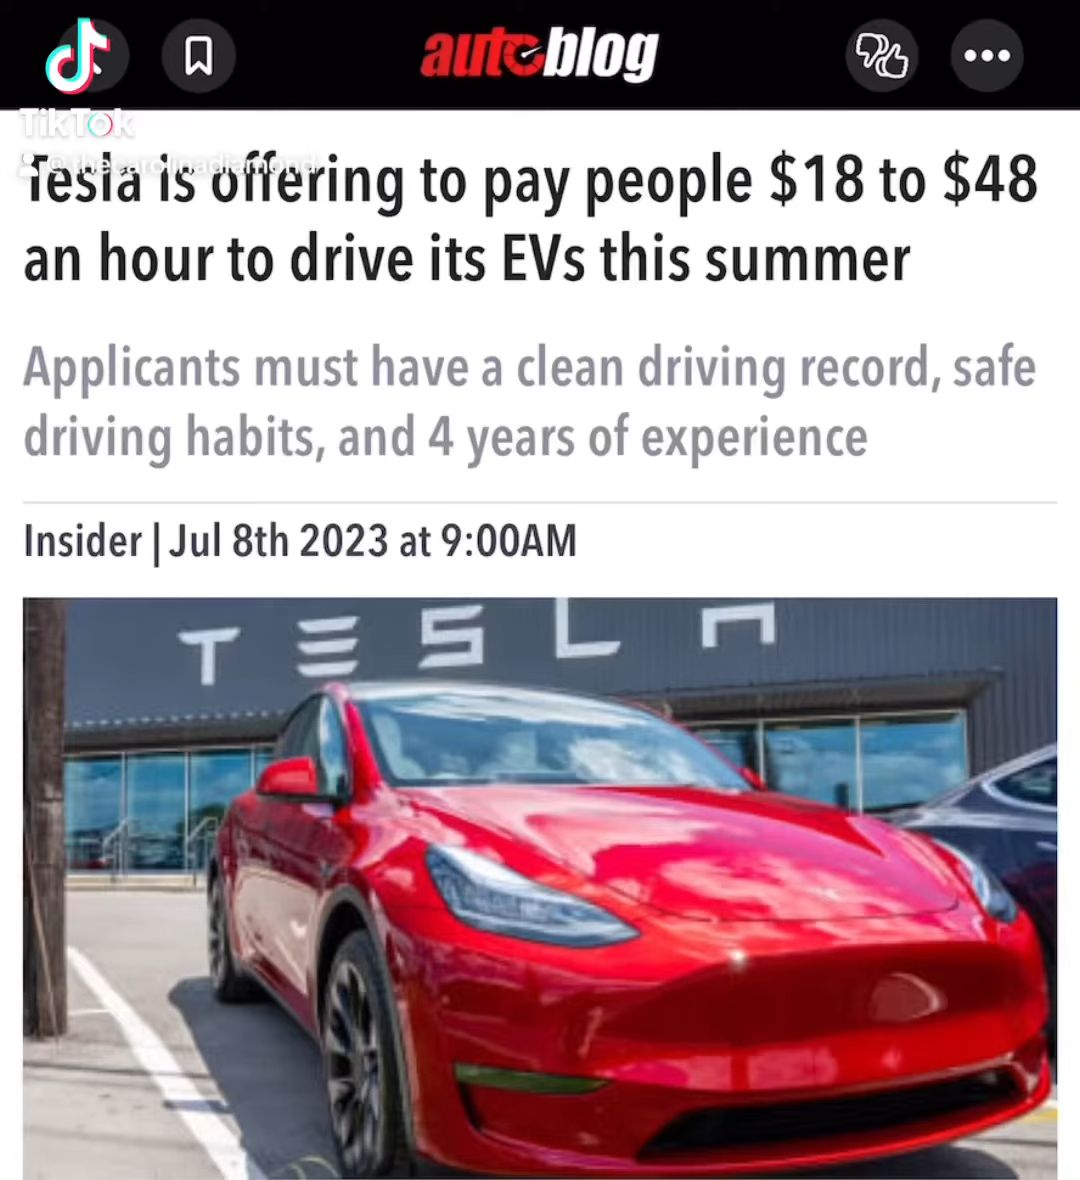 autoblog
TikTok
@thecarolinadiamond
Tesla is offering to pay people $18 to $48
an hour to drive its EVs this summer
Applicants must have a clean driving record, safe
driving habits, and 4 years of experience
Insider | Jul 8th 2023 at 9:00AM
TESLA